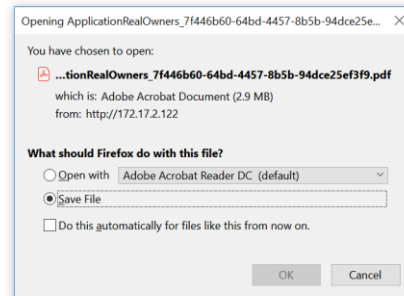 Opening ApplicationRealOwners_7f446b60-64bd-4457-8b5b-94dce25e...
You have chosen to open:
...tionRealOwners_7f446b60-64bd-4457-8b5b-94dce25ef3f9.pdf
which is: Adobe Acrobat Document (2.9 MB)
from: http://172.17.2.122
What should Firefox do with this file?
Open with Adobe Acrobat Reader DC (default)
Save File
Do this automatically for files like this from now on.
OK Cancel